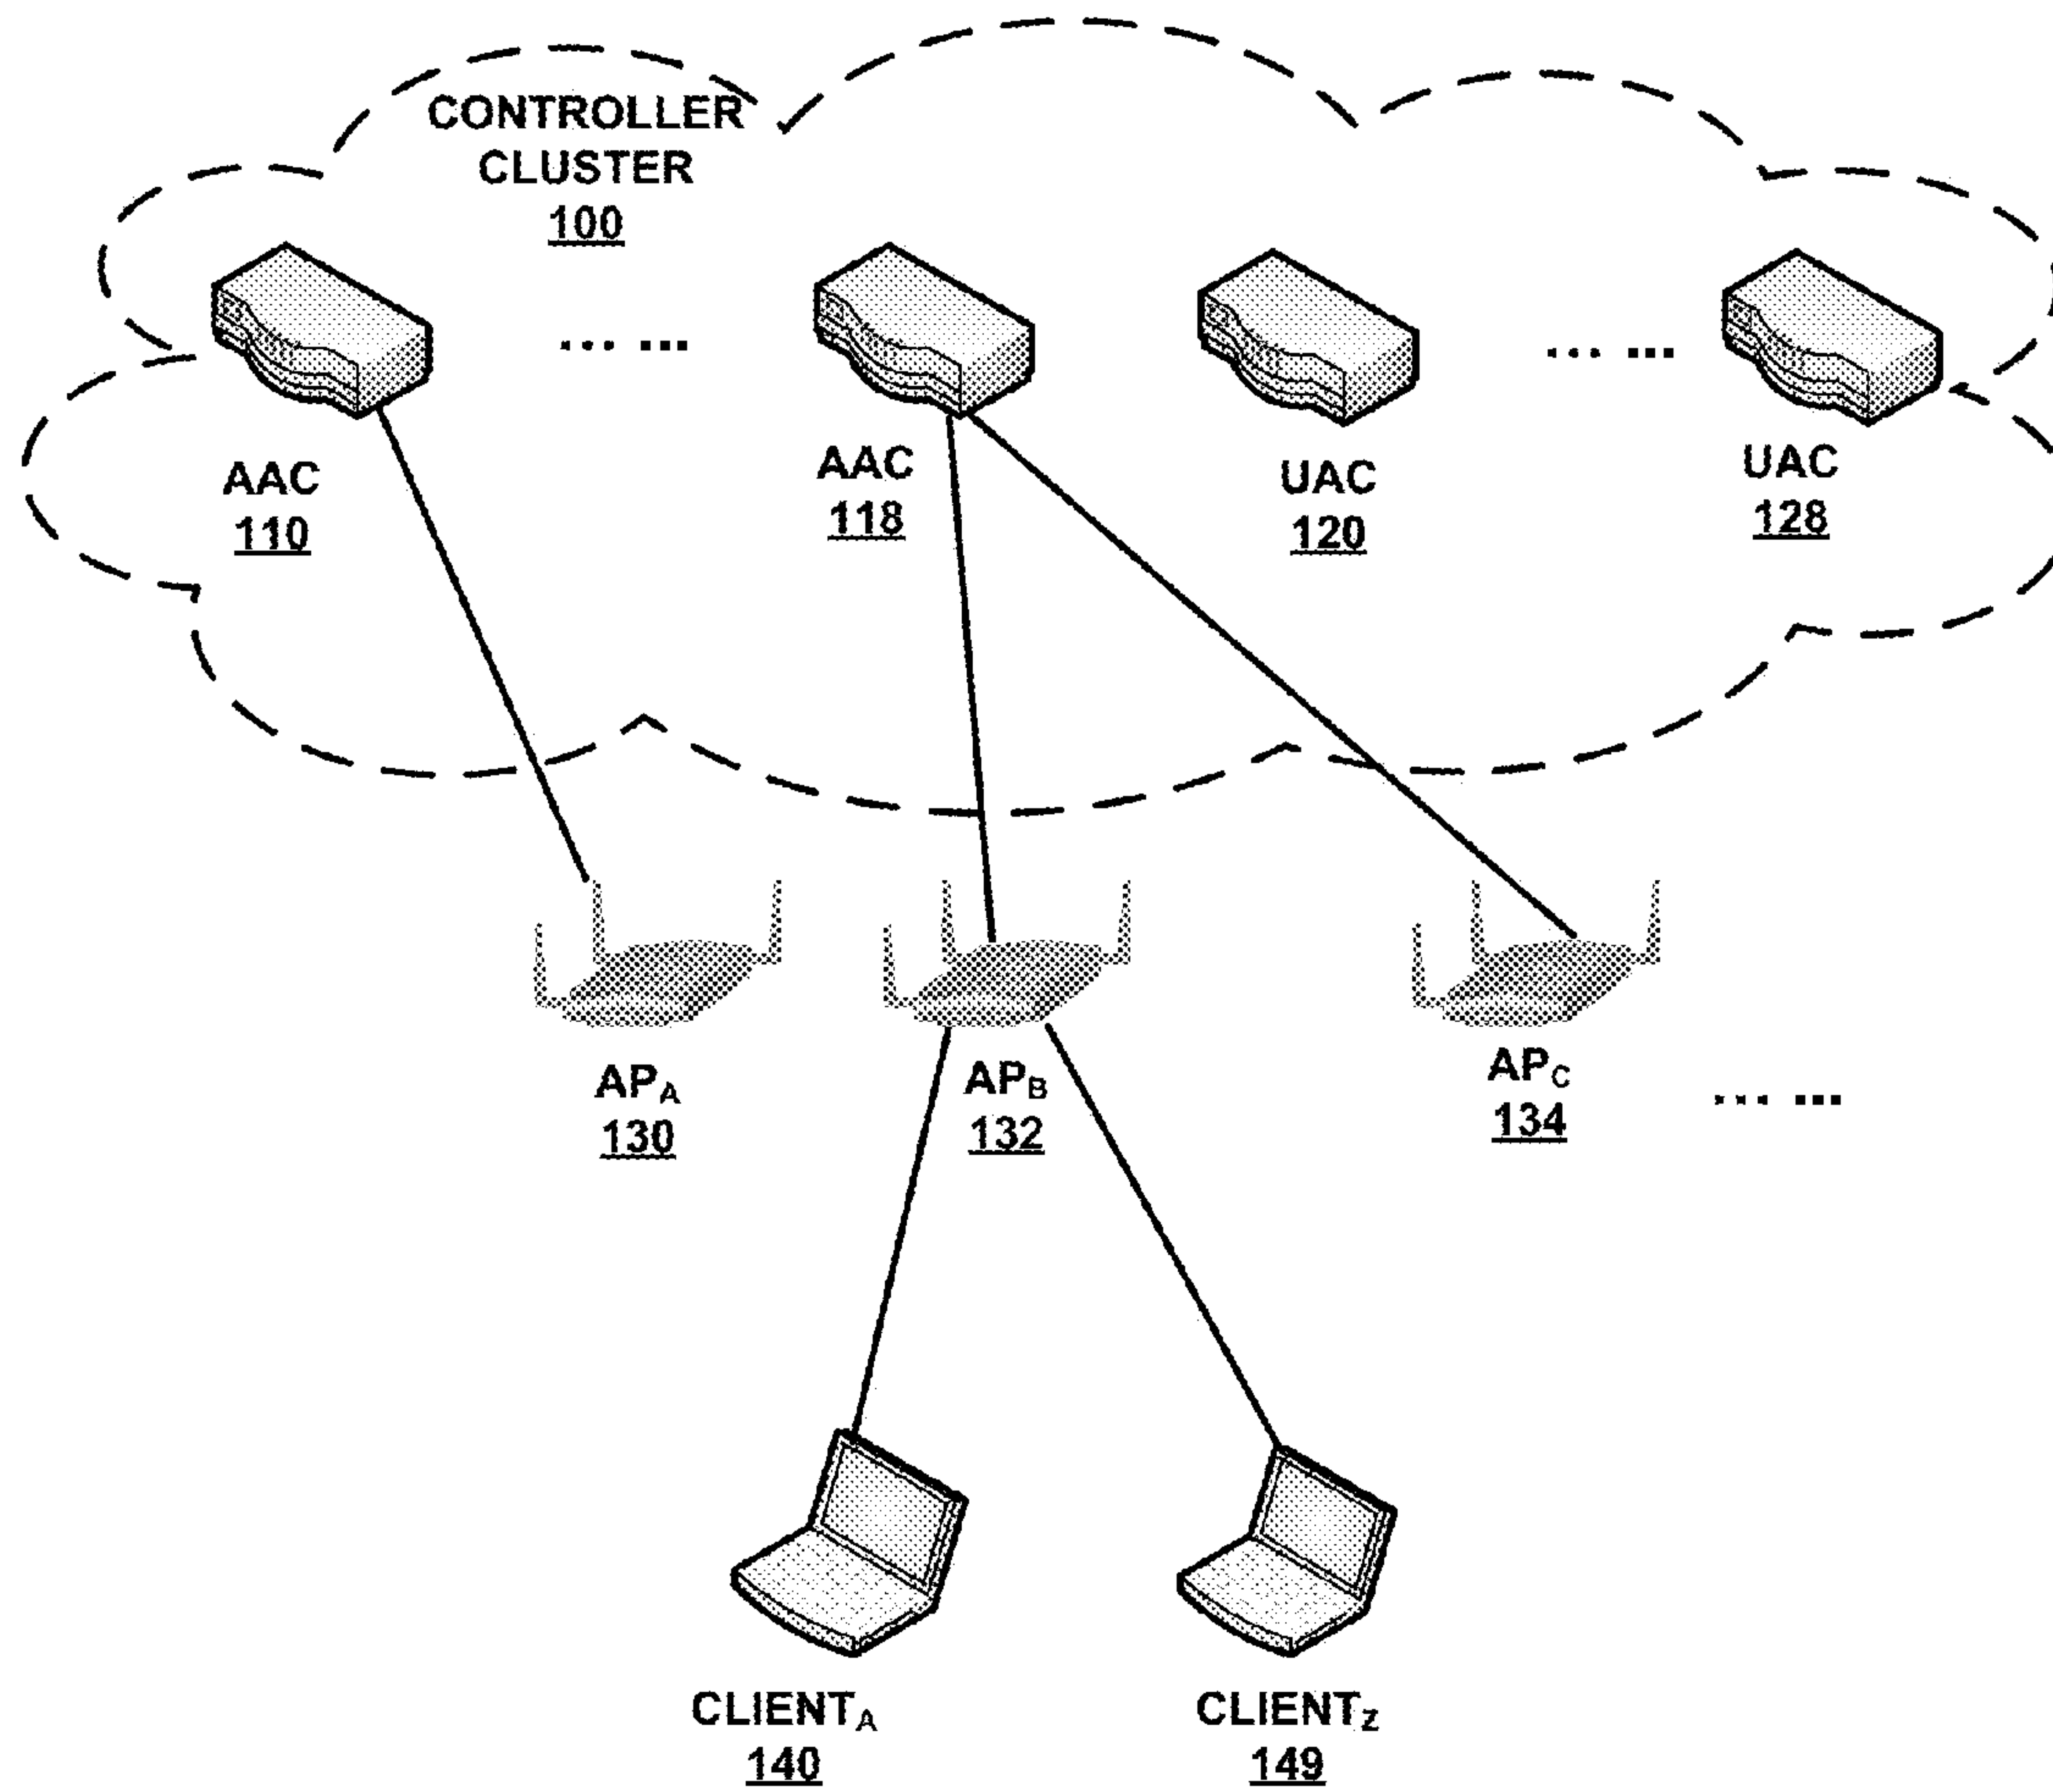 CONTROLLER
CLUSTER
100
AAC
110
... ...
AAC
118
UAC
120
... ...
UAC
128
APA
130
APB
132
APC
134
... ...
CLIENTA
140
CLIENTZ
149